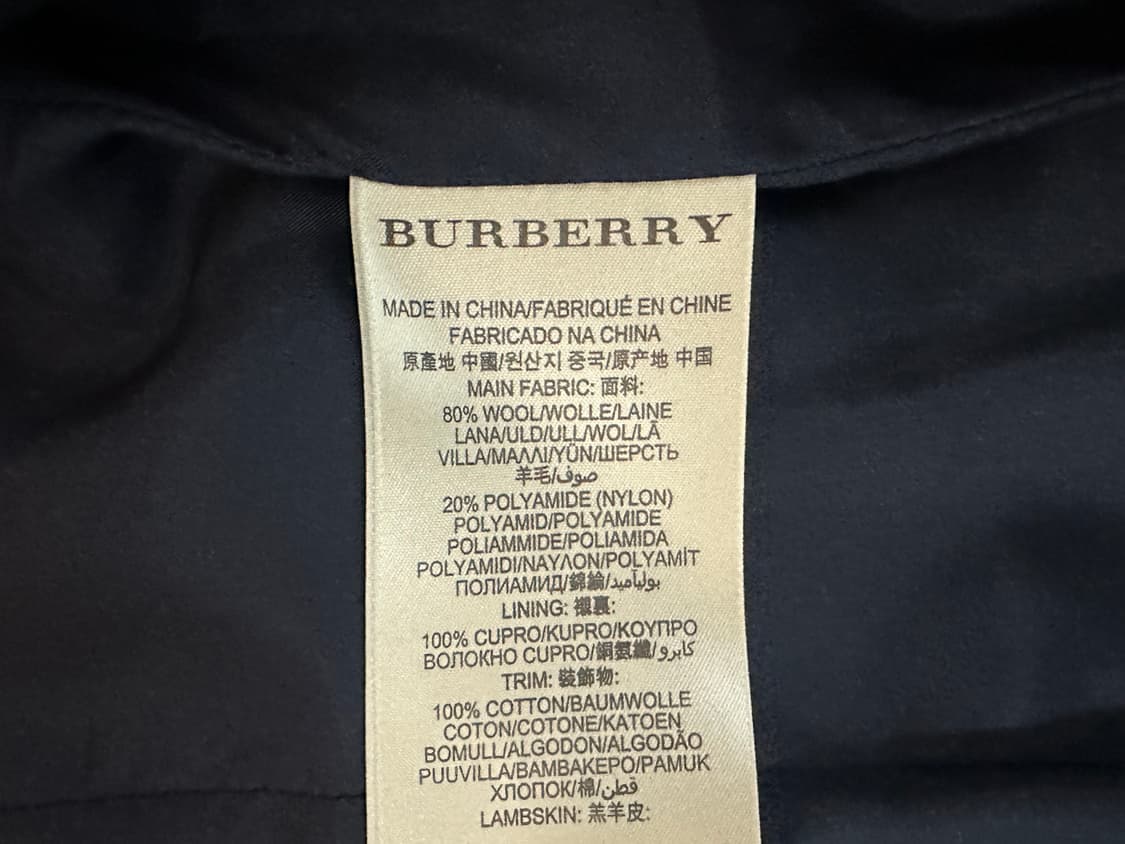 BURBERRY
MADE IN CHINA/FABRIQUÉ EN CHINE
FABRICADO NA CHINA
原產地 中國/원산지 중국/原产地 中国
MAIN FABRIC: 面料:
80% WOOL/WOLLE/LAINE
LANA/ULD/ULL/WOL/LÃ
VILLA/ΜΑΛΛΙ/YÜN/ШЕРСТЬ
羊毛/صوف
20% POLYAMIDE (NYLON)
POLYAMID/POLYAMIDE
POLIAMMIDE/POLIAMIDA
POLYAMIDI/ΝΑΥΛΟΝ/POLYAMİT
ПОЛИАМИД/錦綸/بوليآميد
LINING: 襯裏:
100% CUPRO/KUPRO/ΚΟΥΠΡΟ
ВОЛОКНО CUPRO/銅氨纖/كابرو
TRIM: 裝飾物:
100% COTTON/BAUMWOLLE
COTON/COTONE/KATOEN
BOMULL/ALGODON/ALGODÃO
PUUVILLA/ΒΑΜΒΑΚΕΡΟ/PAMUK
ХЛОПОК/棉/قطن
LAMBSKIN: 羔羊皮: